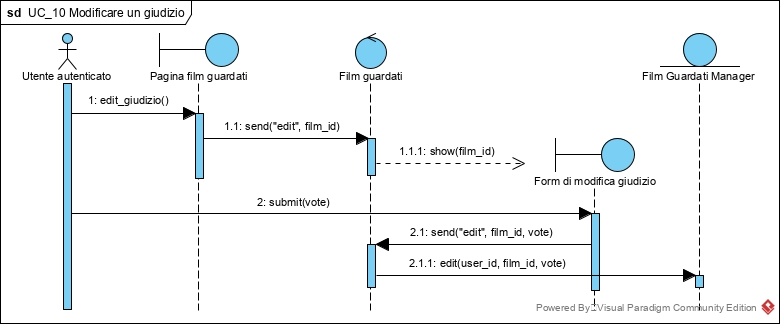 sd UC_10 Modificare un giudizio
Utente autenticato
Pagina film guardati
Film guardati
Film Guardati Manager
1: edit_giudizio()
1.1: send("edit", film_id)
1.1.1: show(film_id)
Form di modifica giudizio
2: submit(vote)
2.1: send("edit", film_id, vote)
2.1.1: edit(user_id, film_id, vote)
Powered By Visual Paradigm Community Edition